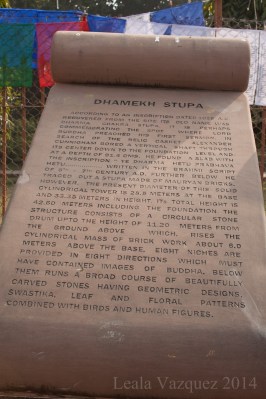 DHAMEKH STUPA
ACCORDING TO AN INSCRIPTION DATED 1026 A.D.
THE SITE WAS
DHARMA CHAKRA STUPA. IT IS PERHAPS
COMMEMORATING THE SPOT WHERE LORD
BUDDHA PREACHED HIS FIRST SERMON. IN
SEARCH OF THE RELIC CASKET ALEXANDER
CUNNINGHAM BORED A VERTICAL SHAFT THROUGH
ITS CENTER DOWN TO THE FOUNDATION LEVEL AND
AT A DEPTH OF 91.4 CMS. HE FOUND A SLAB WITH
THE INSCRIPTION "YE DHARMA HETU PRABHAVA
HETU" WRITTEN IN THE BRAHMI SCRIPT
OF CENTURY A.D. FURTHER BELOW, HE
TRACED OUT A STUPA MADE OF MAURYAN BRICKS.
HOWEVER, THE PRESENT DIAMETER OF THIS SOLID
CYLINDRICAL TOWER IS 28.5 METERS AT THE BASE
AND 33.35 METERS IN HEIGHT. ITS TOTAL HEIGHT IS
42.60 METERS INCLUDING THE FOUNDATION. THE
STRUCTURE CONSISTS OF A CIRCULAR STONE
DRUM UPTO THE HEIGHT OF 11.20 METERS FROM
THE GROUND ABOVE WHICH, RISES THE
CYLINDRICAL MASS OF BRICK WORK ABOUT 6.0
METERS ABOVE THE BASE, EIGHT NICHES ARE
PROVIDED IN EIGHT DIRECTIONS WHICH MUST
HAVE CONTAINED IMAGES OF BUDDHA, BELOW
THEM RUNS A BROAD COURSE OF BEAUTIFULLY
CARVED STONES HAVING GEOMETRIC DESIGNS,
SWASTIKA, LEAF AND FLORAL PATTERNS
COMBINED WITH BIRDS AND HUMAN FIGURES.
Leala Vazquez 2014